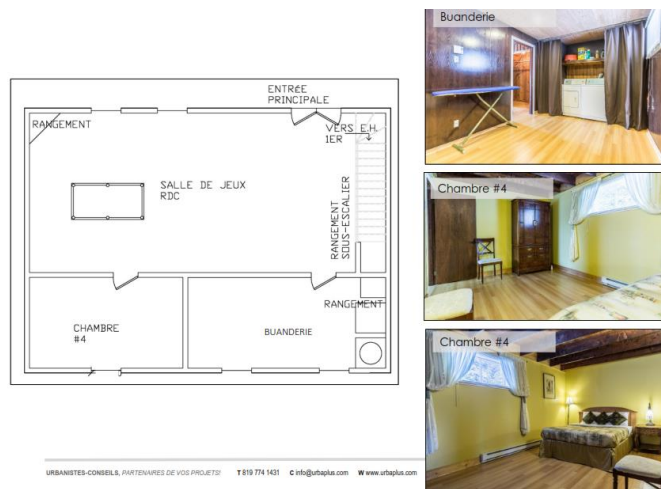 Buanderie
ENTRÉE
PRINCIPALE
RANGEMENT
VERS E.H.
1ER
SALLE DE JEUX
RDC
RANGEMENT
SOUS-ESCALIER
Chambre #4
RANGEMENT
CHAMBRE
#4
BUANDERIE
Chambre #4
URBANISTES-CONSEILS, PARTENAIRES DE VOS PROJETS! T 819 774 1431 C info@urbaplus.com W www.urbaplus.com